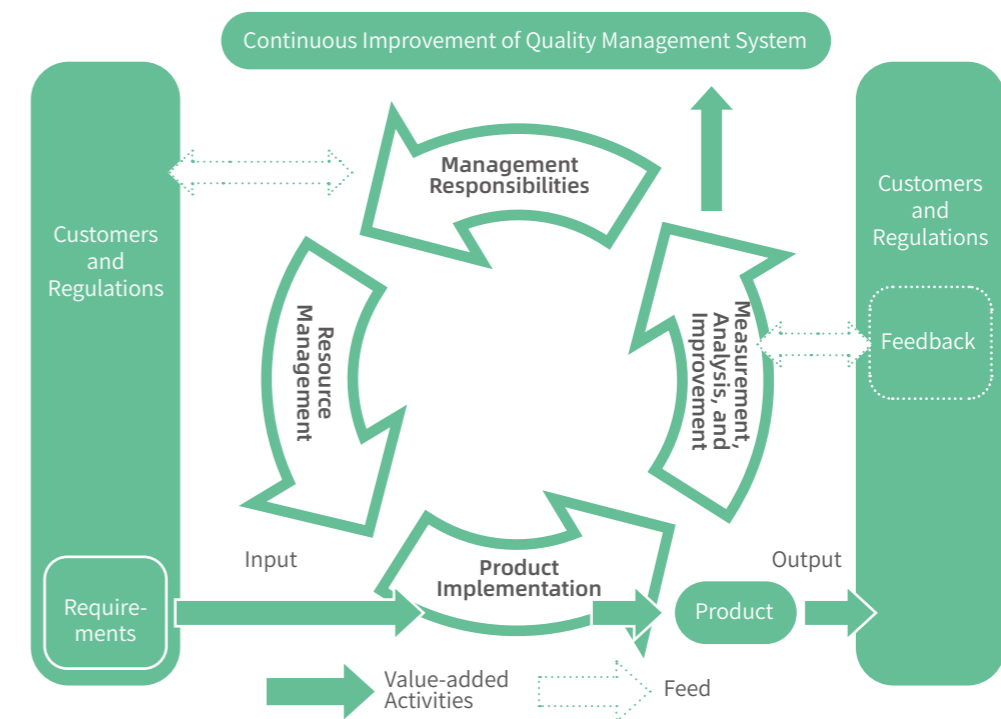 Continuous Improvement of Quality Management System
Customers
and
Regulations
Management
Responsibilities
Customers
and
Regulations
Resource
Management
Measurement,
Analysis, and
Improvement
Feedback
Input
Product
Implementation
Output
Require-
ments
Product
Value-added
Activities
Feed